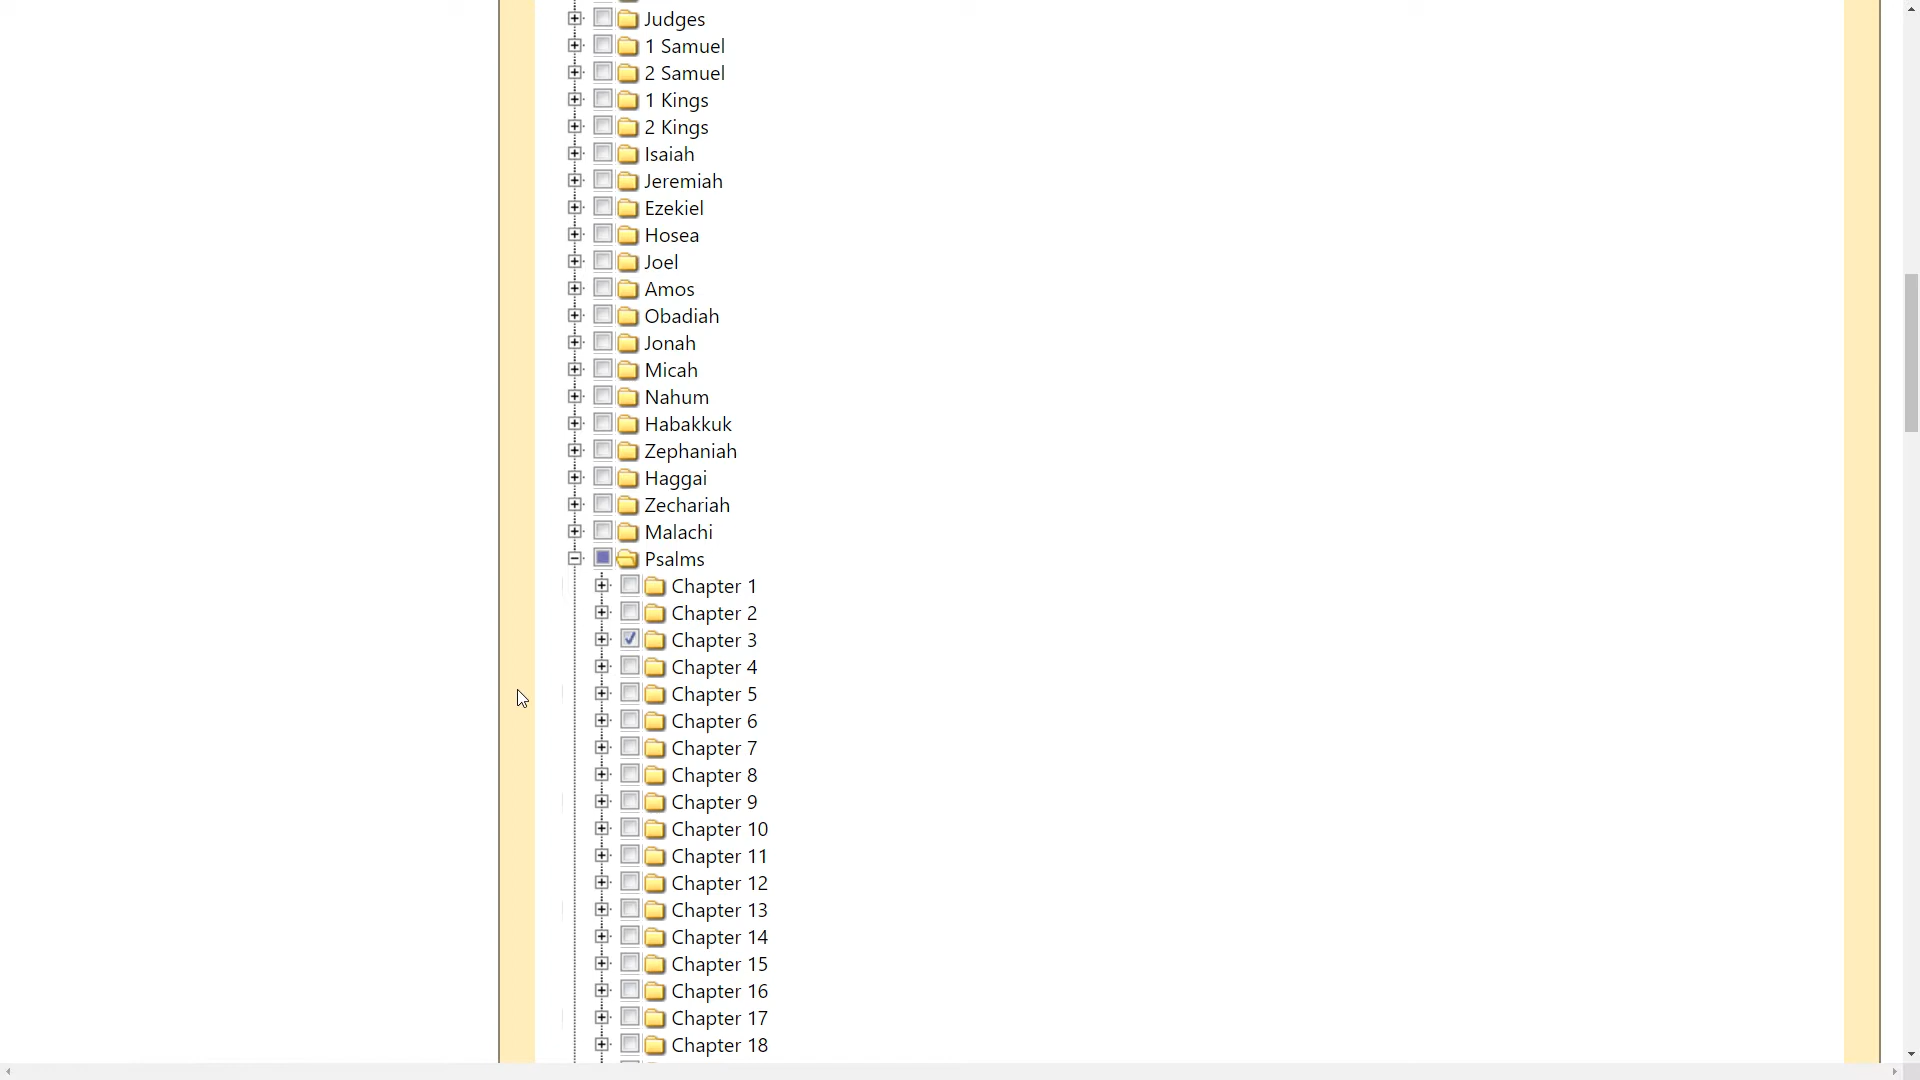 Judges
1 Samuel
2 Samuel
1 Kings
2 Kings
Isaiah
Jeremiah
Ezekiel
Hosea
Joel
Amos
Obadiah
Jonah
Micah
Nahum
Habakkuk
Zephaniah
Haggai
Zechariah
Malachi
Psalms
Chapter 1
Chapter 2
Chapter 3
Chapter 4
Chapter 5
Chapter 6
Chapter 7
Chapter 8
Chapter 9
Chapter 10
Chapter 11
Chapter 12
Chapter 13
Chapter 14
Chapter 15
Chapter 16
Chapter 17
Chapter 18